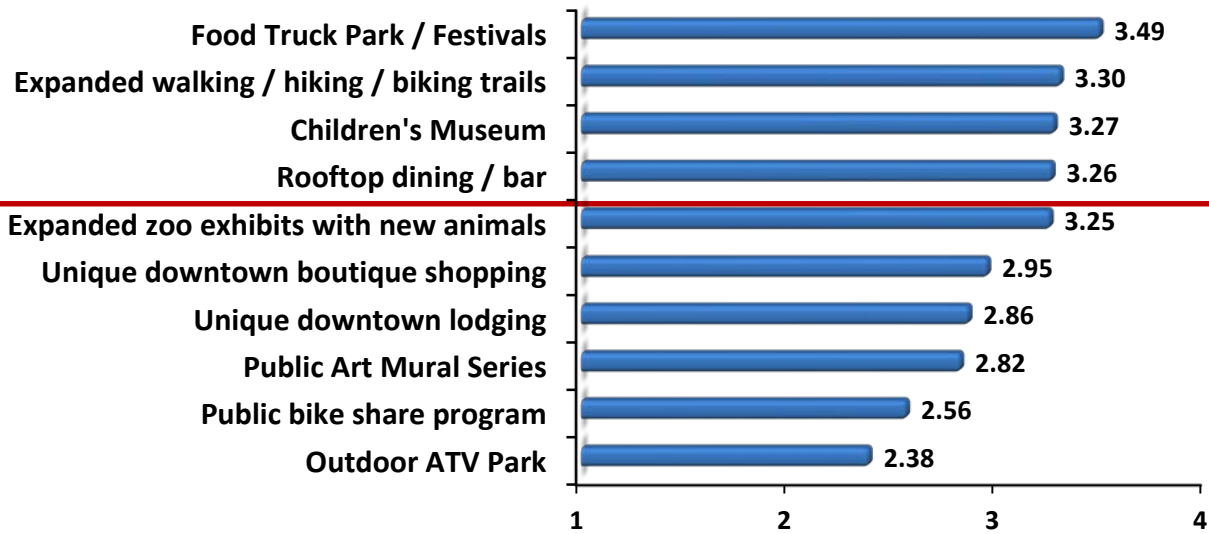 Food Truck Park / Festivals 3.49
Expanded walking / hiking / biking trails 3.30
Children's Museum 3.27
Rooftop dining / bar 3.26
Expanded zoo exhibits with new animals 3.25
Unique downtown boutique shopping 2.95
Unique downtown lodging 2.86
Public Art Mural Series 2.82
Public bike share program 2.56
Outdoor ATV Park 2.38
1 2 3 4